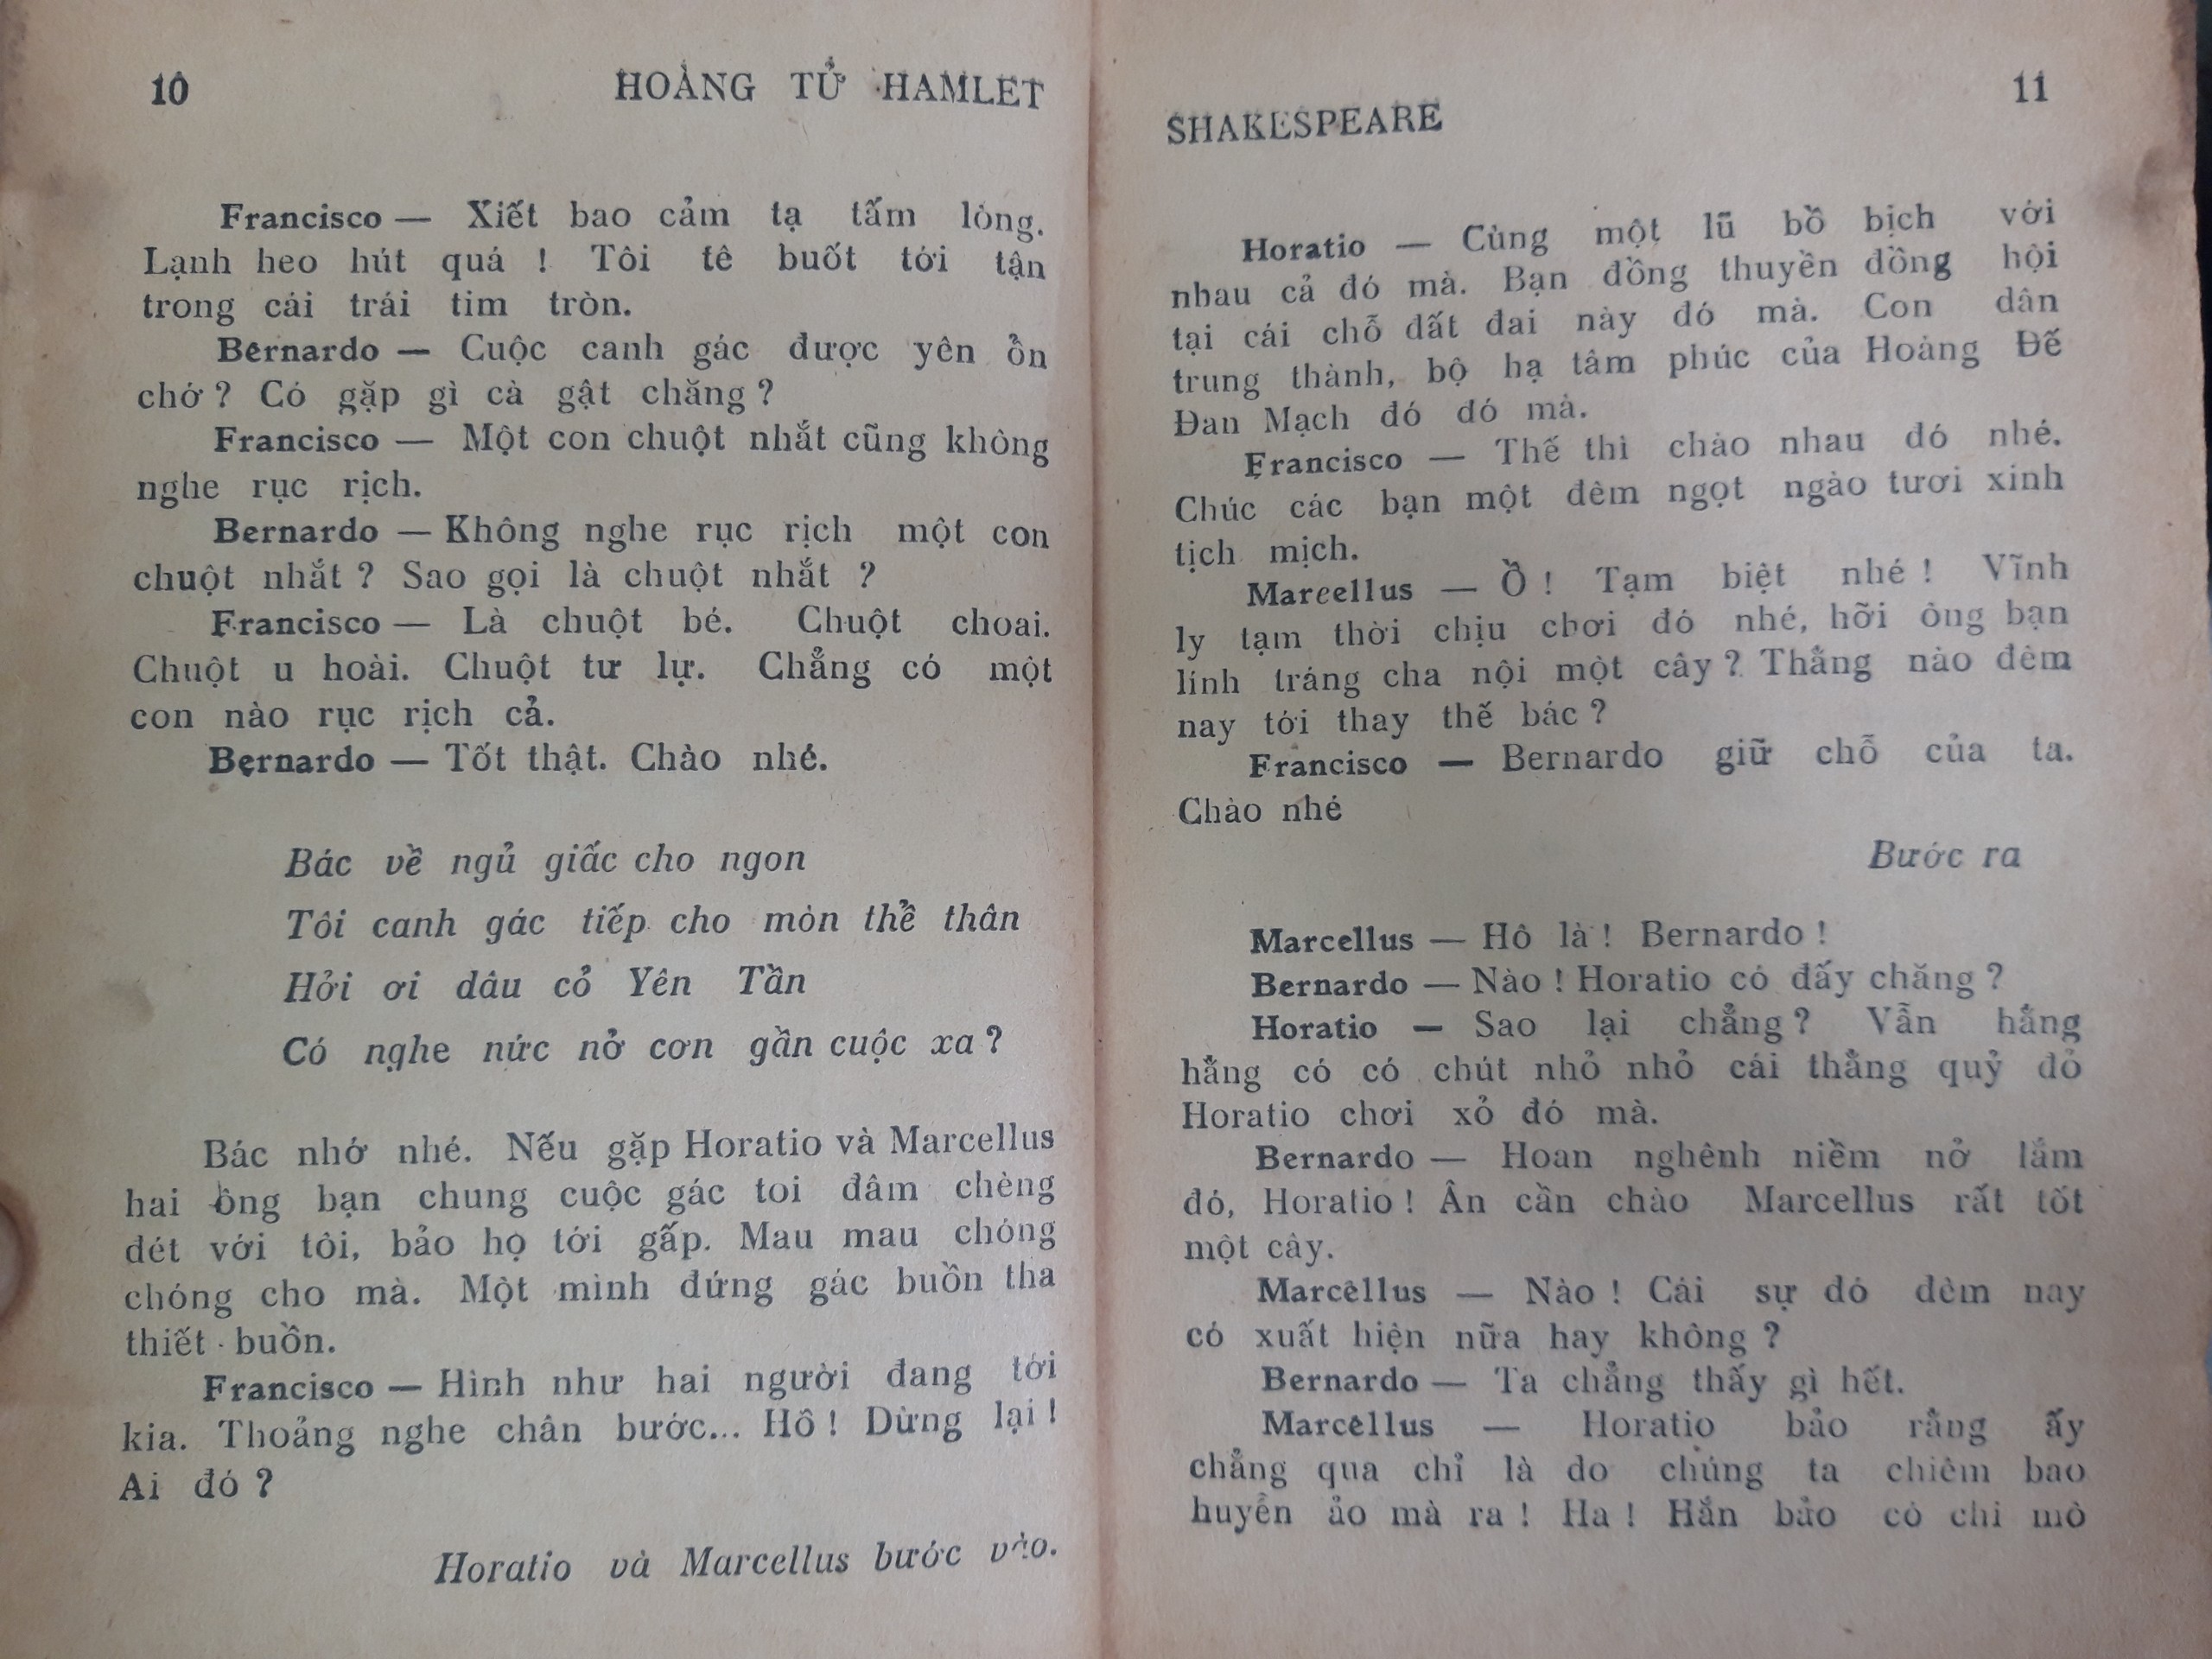 10
HOÀNG TỬ HAMLET
Francisco — Xiết bao cảm tạ tấm lòng.
Lạnh heo hút quá ! Tôi tê buốt tới tận
trong cái trái tim tròn.
Bernardo — Cuộc canh gác được yên ổn
chớ ? Có gặp gì cà gật chăng ?
Francisco — Một con chuột nhắt cũng không
nghe rục rịch.
Bernardo — Không nghe rục rịch một con
chuột nhắt ? Sao gọi là chuột nhắt ?
Francisco — Là chuột bé. Chuột choai.
Chuột u hoài. Chuột tư lự. Chẳng có một
con nào rục rịch cả.
Bernardo — Tốt thật. Chào nhé.
Bác về ngủ giấc cho ngon
Tôi canh gác tiếp cho mòn thể thân
Hỡi ơi dâu cỏ Yên Tần
Có nghe nức nở cơn gần cuộc xa ?
Bác nhớ nhé. Nếu gặp Horatio và Marcellus
hai ông bạn chung cuộc gác toi đâm chèng
đét với tôi, bảo họ tới gấp. Mau mau chóng
chóng cho mà. Một mình đứng gác buồn tha
thiết buồn.
Francisco — Hình như hai người đang tới
kia. Thoảng nghe chân bước... Hô ! Dừng lại !
Ai đó ?
Horatio và Marcellus bước vào.
11
SHAKESPEARE
Horatio — Cùng một lũ bồ bịch với
nhau cả đó mà. Bạn đồng thuyền đồng hội
tại cái chỗ đất đai này đó mà. Con dân
trung thành, bộ hạ tâm phúc của Hoàng Đế
Đan Mạch đó đó mà.
Francisco — Thế thì chào nhau đó nhé.
Chúc các bạn một đêm ngọt ngào tươi xinh
tịch mịch.
Marcellus — Ồ ! Tạm biệt nhé ! Vĩnh
ly tạm thời chịu chơi đó nhé, hỡi ông bạn
lính tráng cha nội một cây ? Thằng nào đêm
nay tới thay thế bác ?
Francisco — Bernardo giữ chỗ của ta.
Chào nhé
Bước ra
Marcellus — Hô là ! Bernardo !
Bernardo — Nào ! Horatio có đấy chăng ?
Horatio — Sao lại chẳng ? Vẫn hằng
hằng có có chút nhỏ nhỏ cái thằng quỷ đỏ
Horatio chơi xỏ đó mà.
Bernardo — Hoan nghênh niềm nở lắm
đó, Horatio ! Ân cần chào Marcellus rất tốt
một cây.
Marcellus — Nào ! Cái sự đó đêm nay
có xuất hiện nữa hay không ?
Bernardo — Ta chẳng thấy gì hết.
Marcellus — Horatio bảo rằng ấy
chẳng qua chỉ là do chúng ta chiêm bao
huyễn ảo mà ra ! Ha ! Hắn bảo có chi mô